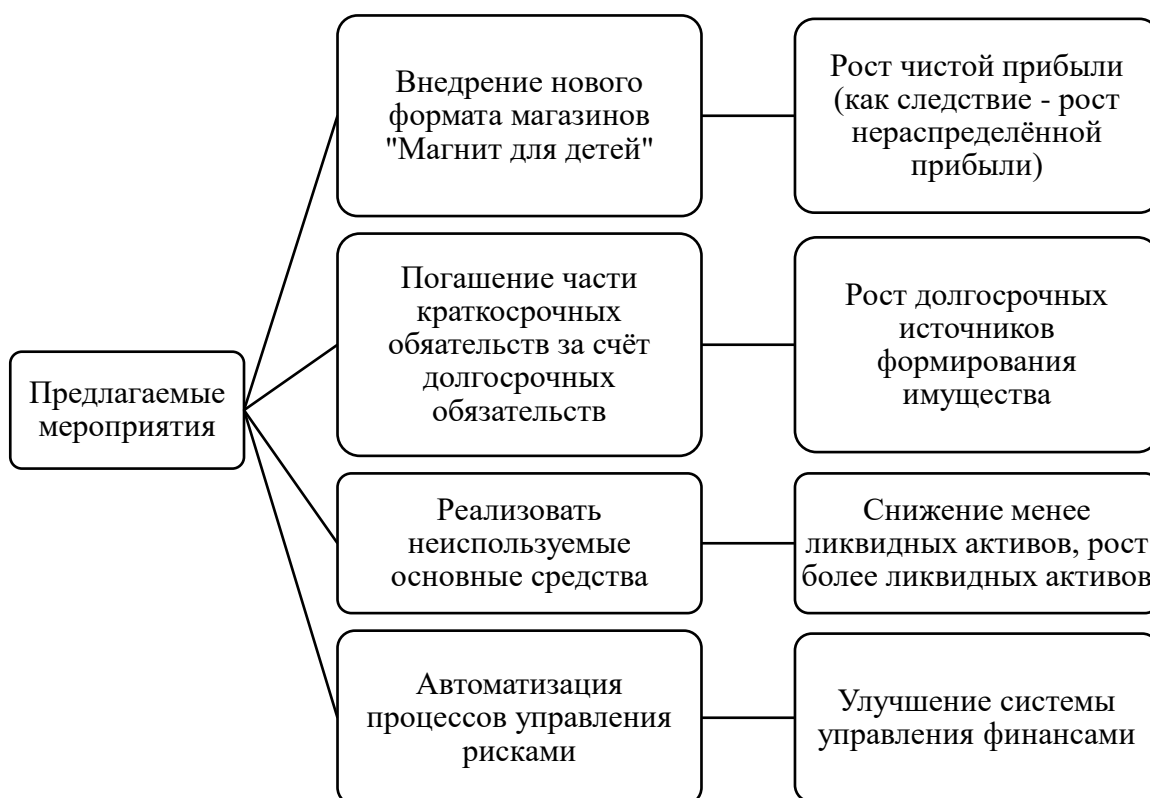 Предлагаемые
мероприятия
Внедрение нового
формата магазинов
"Магнит для детей"
Рост чистой прибыли
(как следствие - рост
нераспределённой
прибыли)
Погашение части
краткосрочных
обяательств за счёт
долгосрочных
обязательств
Рост долгосрочных
источников
формирования
имущества
Реализовать
неиспользуемые
основные средства
Снижение менее
ликвидных активов, рост
более ликвидных активов
Автоматизация
процессов управления
рисками
Улучшение системы
управления финансами